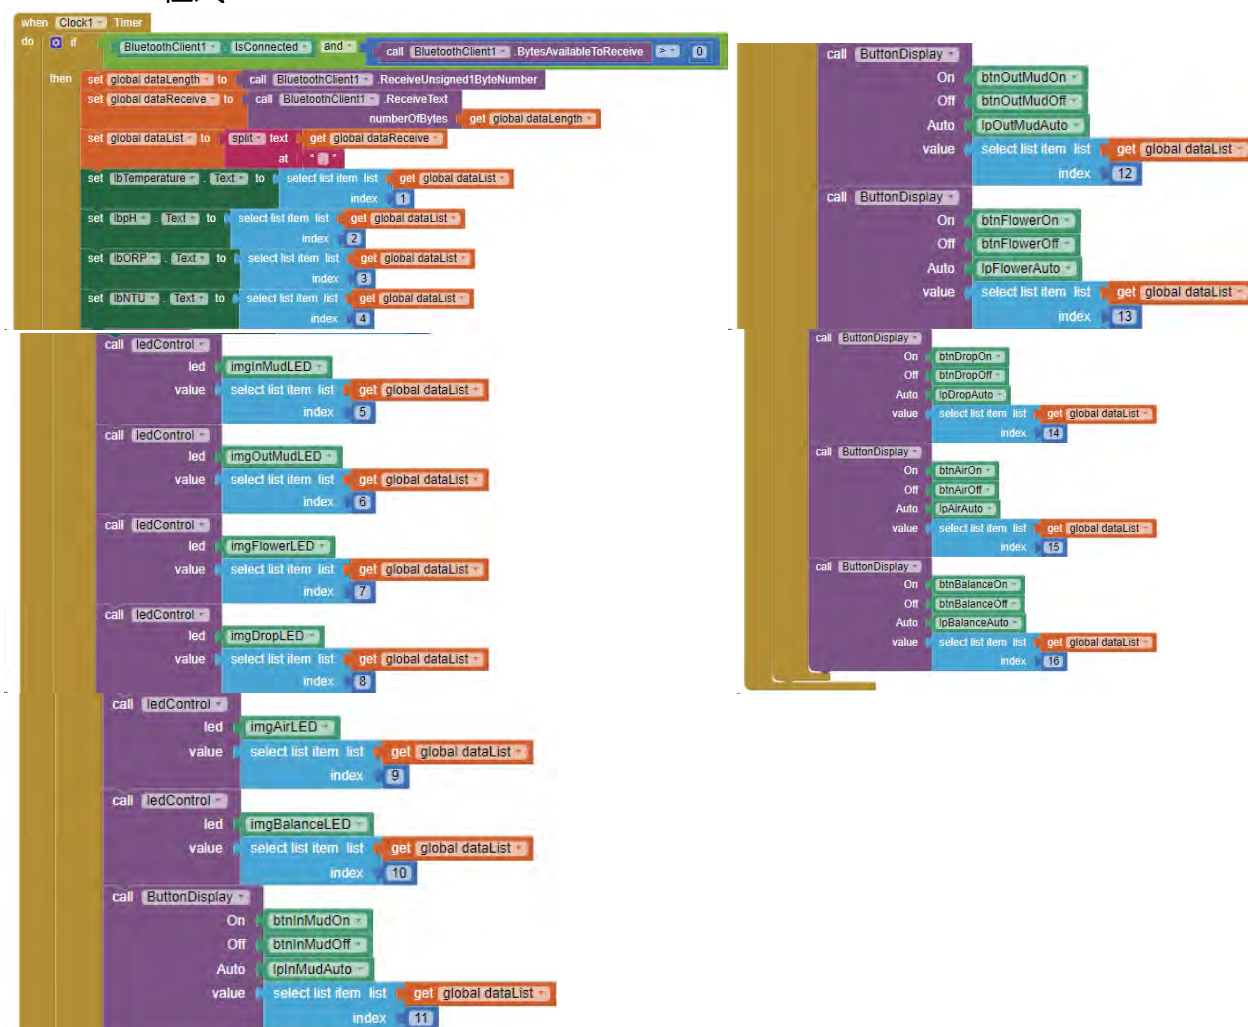 when Clock1 .Timer
do if BluetoothClient1 . IsConnected and call BluetoothClient1 .BytesAvailableToReceive > 0
then set global dataLength to call BluetoothClient1 .ReceiveUnsigned1ByteNumber
set global dataReceive to call BluetoothClient1 .ReceiveText
numberOfBytes get global dataLength
set global dataList to split text get global dataReceive
at " , "
set lbTemperature . Text to select list item list get global dataList
index 1
set lbpH . Text to select list item list get global dataList
index 2
set lbORP . Text to select list item list get global dataList
index 3
set lbNTU . Text to select list item list get global dataList
index 4
call ledControl
led imgInMudLED
value select list item list get global dataList
index 5
call ledControl
led imgOutMudLED
value select list item list get global dataList
index 6
call ledControl
led imgFlowerLED
value select list item list get global dataList
index 7
call ledControl
led imgDropLED
value select list item list get global dataList
index 8
call ledControl
led imgAirLED
value select list item list get global dataList
index 9
call ledControl
led imgBalanceLED
value select list item list get global dataList
index 10
call ButtonDisplay
On btnInMudOn
Off btnInMudOff
Auto lpInMudAuto
value select list item list get global dataList
index 11
call ButtonDisplay
On btnOutMudOn
Off btnOutMudOff
Auto lpOutMudAuto
value select list item list get global dataList
index 12
call ButtonDisplay
On btnFlowerOn
Off btnFlowerOff
Auto lpFlowerAuto
value select list item list get global dataList
index 13
call ButtonDisplay
On btnDropOn
Off btnDropOff
Auto lpDropAuto
value select list item list get global dataList
index 14
call ButtonDisplay
On btnAirOn
Off btnAirOff
Auto lpAirAuto
value select list item list get global dataList
index 15
call ButtonDisplay
On btnBalanceOn
Off btnBalanceOff
Auto lpBalanceAuto
value select list item list get global dataList
index 16